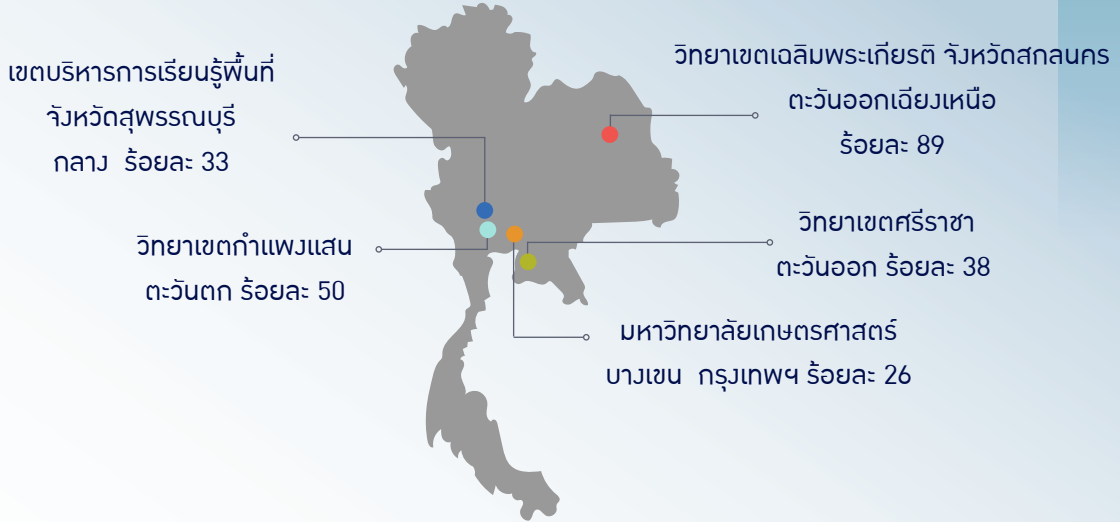 เขตบริหารการเรียนรู้พื้นที่
จังหวัดสุพรรณบุรี
กลาง ร้อยละ 33
วิทยาเขตกำแพงแสน
ตะวันตก ร้อยละ 50
วิทยาเขตเฉลิมพระเกียรติ จังหวัดสกลนคร
ตะวันออกเฉียงเหนือ
ร้อยละ 89
วิทยาเขตศรีราชา
ตะวันออก ร้อยละ 38
มหาวิทยาลัยเกษตรศาสตร์
บางเขน กรุงเทพฯ ร้อยละ 26